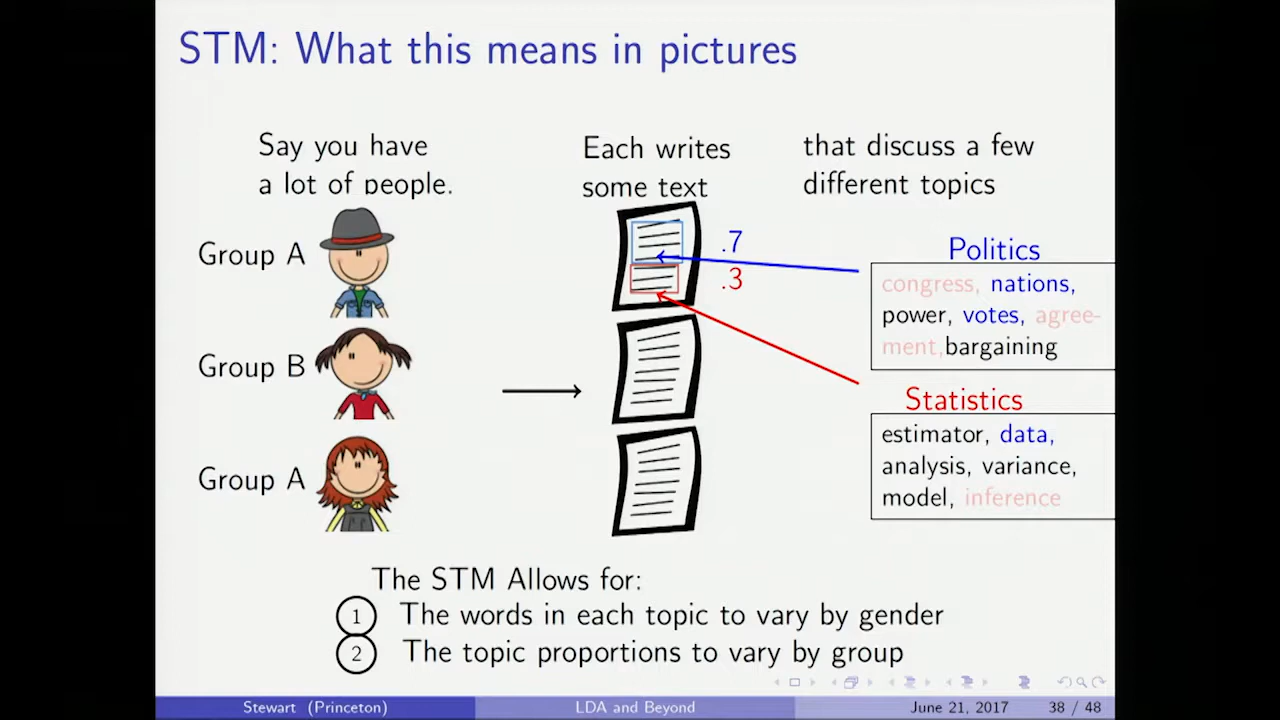 STM: What this means in pictures
Say you have
a lot of people.
Each writes
some text
that discuss a few
different topics
Group A
Group B
Group A
.7
.3
Politics
congress, nations,
power, votes, agree-
ment,bargaining
Statistics
estimator, data,
analysis, variance,
model, inference
The STM Allows for:
1 The words in each topic to vary by gender
2 The topic proportions to vary by group
Stewart (Princeton) LDA and Beyond June 21, 2017 38 / 48